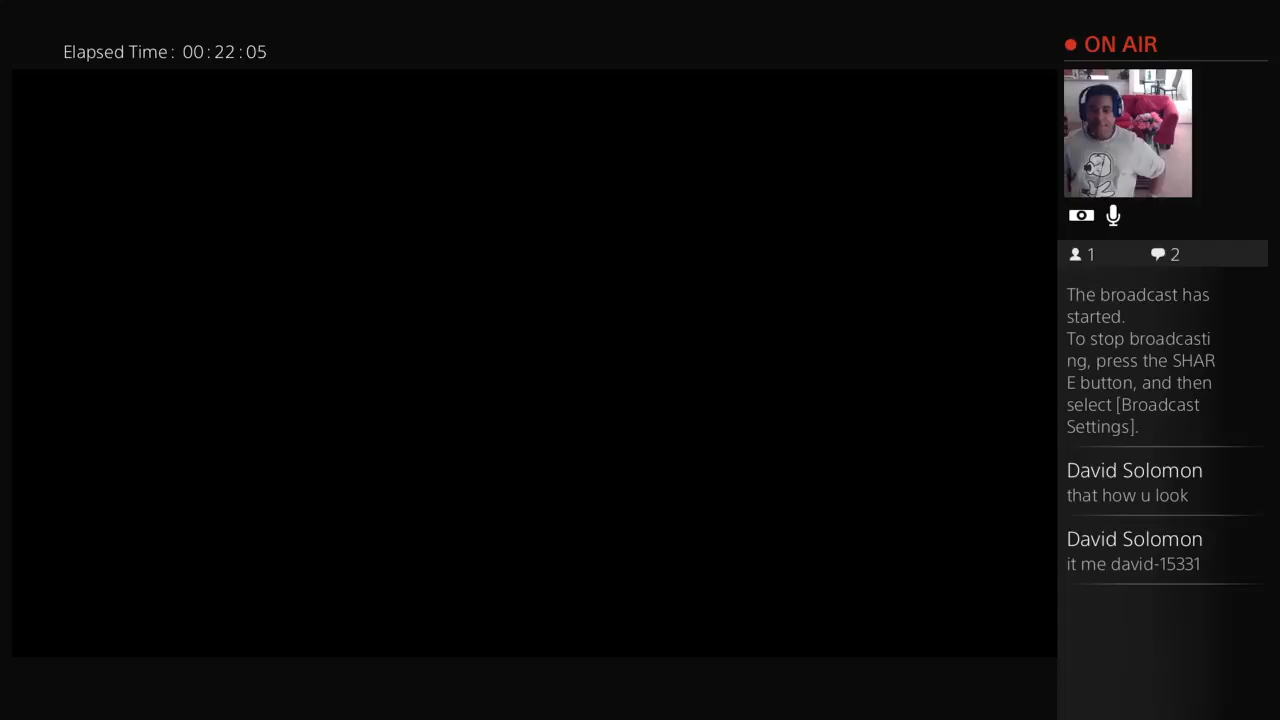 Elapsed Time: 00:22:05
ON AIR
1 2
The broadcast has
started.
To stop broadcasti
ng, press the SHAR
E button, and then
select [Broadcast
Settings].
David Solomon
that how u look
David Solomon
it me david-15331